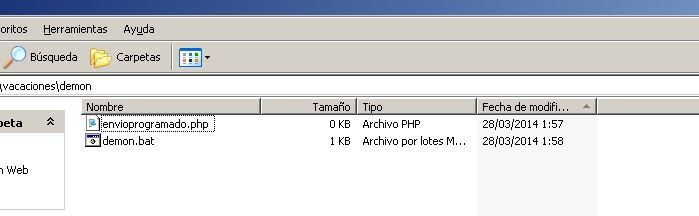 oritos Herramientas Ayuda
Búsqueda Carpetas
\vacaciones\demon
Nombre Tamaño Tipo Fecha de modifi...
envioprogramado.php 0 KB Archivo PHP 28/03/2014 1:57
demon.bat 1 KB Archivo por lotes M... 28/03/2014 1:58
peta
n Web